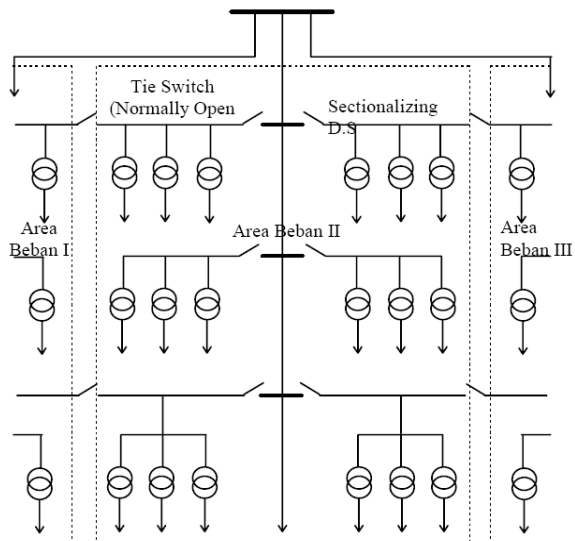 Tie Switch
(Normally Open
Sectionalizing
D.S
Area
Beban I
Area Beban II
Area
Beban III